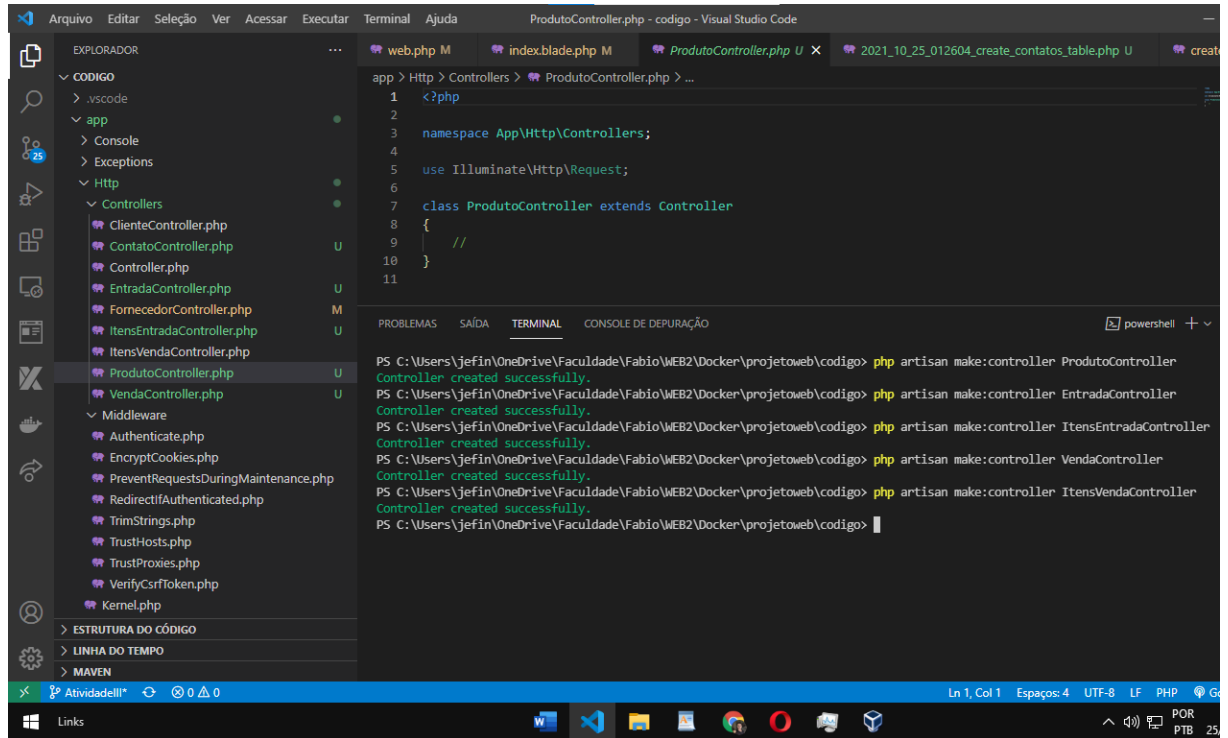 Arquivo Editar Seleção Ver Acessar Executar Terminal Ajuda ProdutoController.php - codigo - Visual Studio Code
EXPLORADOR
CODIGO
.vscode
app
Console
Exceptions
Http
Controllers
ClienteController.php
ContatoController.php U
Controller.php
EntradaController.php U
FornecedorController.php M
ItensEntradaController.php U
ItensVendaController.php
ProdutoController.php U
VendaController.php U
Middleware
Authenticate.php
EncryptCookies.php
PreventRequestsDuringMaintenance.php
RedirectIfAuthenticated.php
TrimStrings.php
TrustHosts.php
TrustProxies.php
VerifyCsrfToken.php
Kernel.php
ESTRUTURA DO CÓDIGO
LINHA DO TEMPO
MAVEN
25
web.php M index.blade.php M ProdutoController.php U × 2021_10_25_012604_create_contatos_table.php U create
app > Http > Controllers > ProdutoController.php > ...
1 <?php
2
3 namespace App\Http\Controllers;
4
5 use Illuminate\Http\Request;
6
7 class ProdutoController extends Controller
8 {
9 //
10 }
11
PROBLEMAS SAÍDA TERMINAL CONSOLE DE DEPURAÇÃO powershell
PS C:\Users\jefin\OneDrive\Faculdade\Fabio\WEB2\Docker\projetoweb\codigo> php artisan make:controller ProdutoController
Controller created successfully.
PS C:\Users\jefin\OneDrive\Faculdade\Fabio\WEB2\Docker\projetoweb\codigo> php artisan make:controller EntradaController
Controller created successfully.
PS C:\Users\jefin\OneDrive\Faculdade\Fabio\WEB2\Docker\projetoweb\codigo> php artisan make:controller ItensEntradaController
Controller created successfully.
PS C:\Users\jefin\OneDrive\Faculdade\Fabio\WEB2\Docker\projetoweb\codigo> php artisan make:controller VendaController
Controller created successfully.
PS C:\Users\jefin\OneDrive\Faculdade\Fabio\WEB2\Docker\projetoweb\codigo> php artisan make:controller ItensVendaController
Controller created successfully.
PS C:\Users\jefin\OneDrive\Faculdade\Fabio\WEB2\Docker\projetoweb\codigo>
AtividadeIII* 0 0 Ln 1, Col 1 Espaços: 4 UTF-8 LF PHP Go
Links POR
PTB 25/